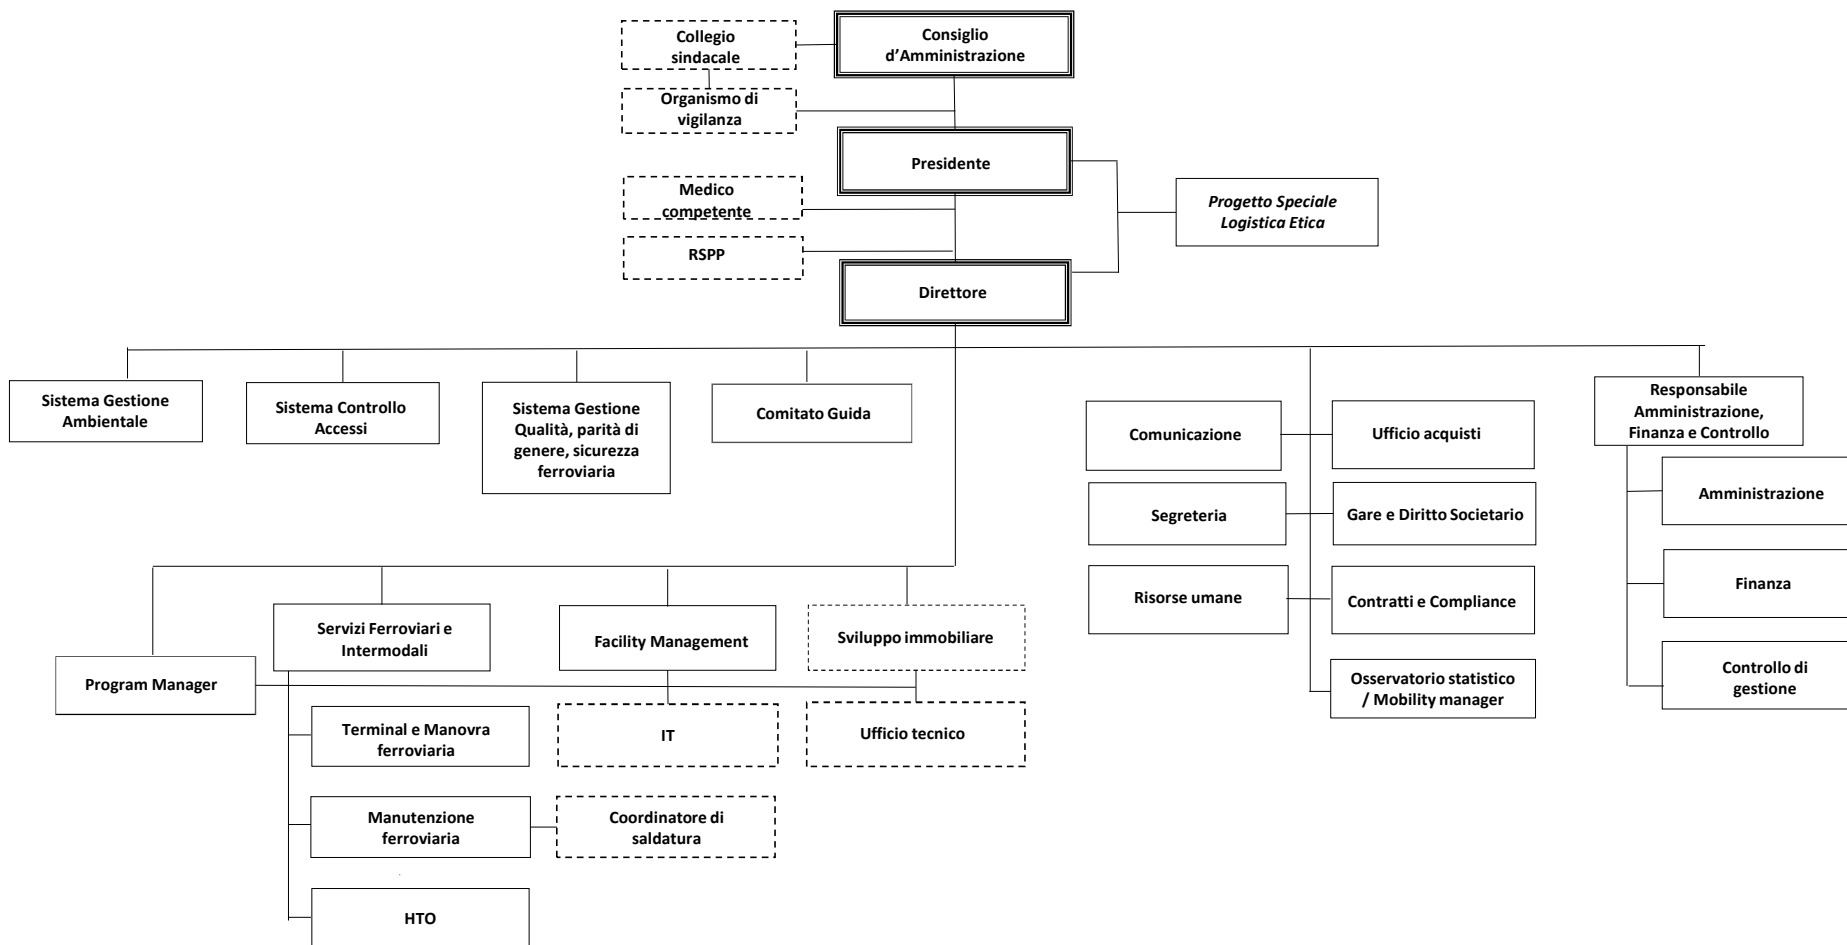 Collegio
sindacale
Consiglio
d’Amministrazione
Organismo di
vigilanza
Presidente
Medico
competente
Progetto Speciale
Logistica Etica
RSPP
Direttore
Sistema Gestione
Ambientale
Sistema Controllo
Accessi
Sistema Gestione
Qualità, parità di
genere, sicurezza
ferroviaria
Comitato Guida
Comunicazione
Ufficio acquisti
Responsabile
Amministrazione,
Finanza e Controllo
Amministrazione
Segreteria
Gare e Diritto Societario
Finanza
Risorse umane
Contratti e Compliance
Servizi Ferroviari e
Intermodali
Facility Management
Sviluppo immobiliare
Program Manager
Osservatorio statistico
/ Mobility manager
Controllo di
gestione
Terminal e Manovra
ferroviaria
IT
Ufficio tecnico
Manutenzione
ferroviaria
Coordinatore di
saldatura
HTO